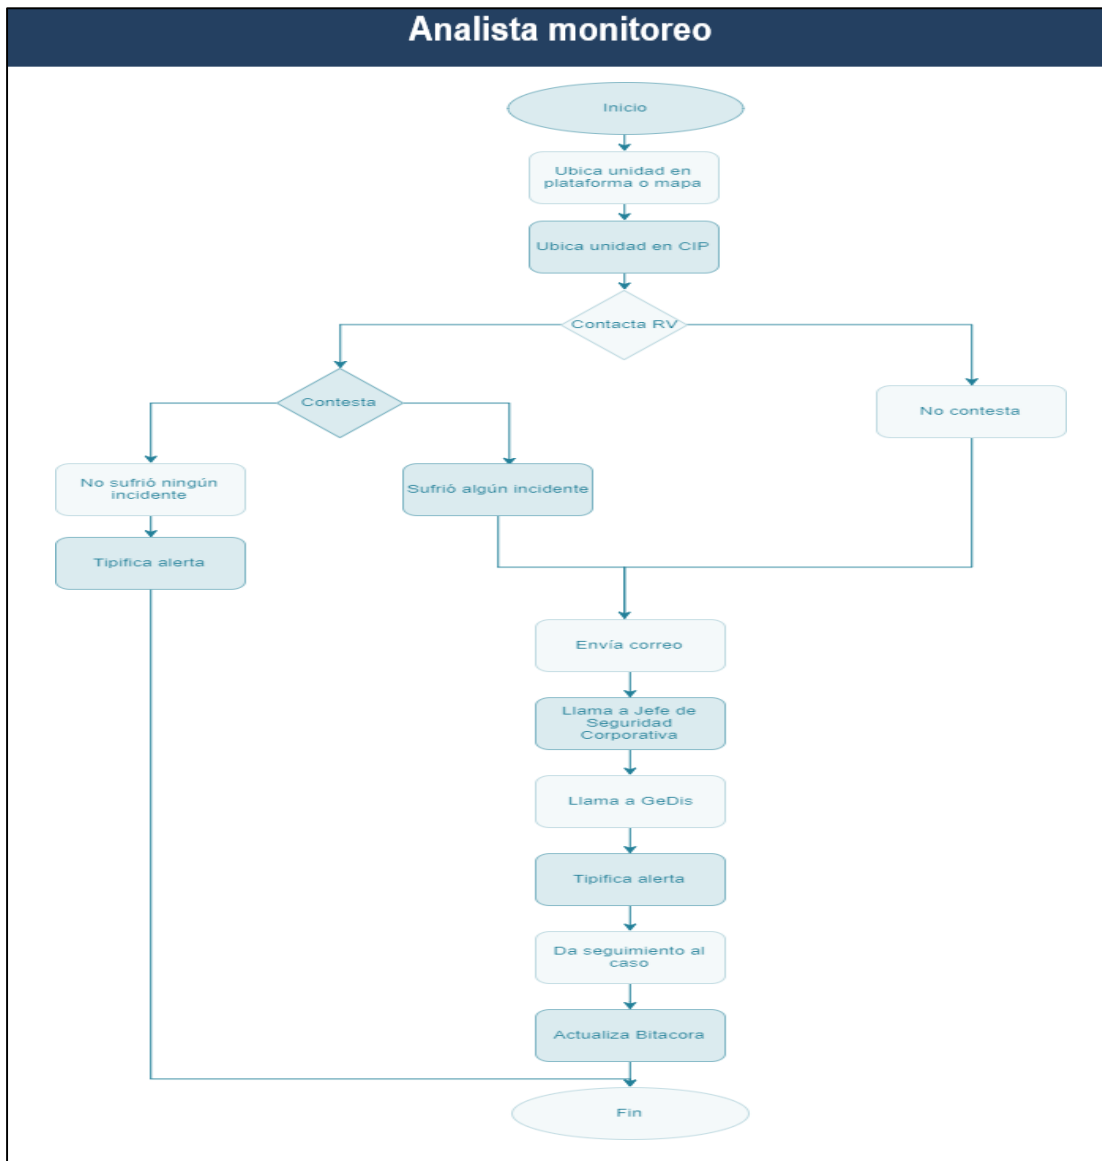 Analista monitoreo
Inicio
Ubica unidad en
plataforma o mapa
Ubica unidad en CIP
Contacta RV
Contesta
No contesta
No sufrió ningún
incidente
Sufrió algún incidente
Tipifica alerta
Envía correo
Llama a Jefe de
Seguridad
Corporativa
Llama a GeDis
Tipifica alerta
Da seguimiento al
caso
Actualiza Bitacora
Fin